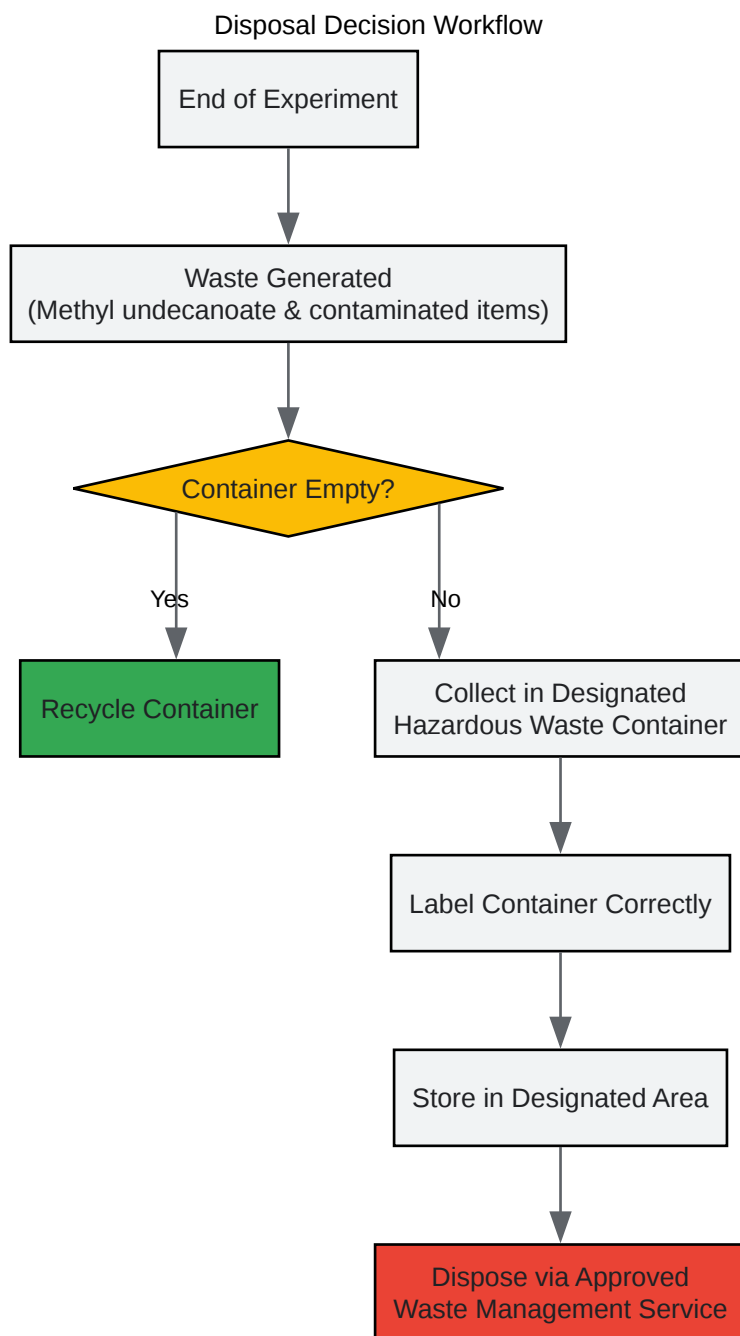 Disposal Decision Workflow
End of Experiment
Waste Generated
(Methyl undecanoate & contaminated items)
Container Empty?
Yes
No
Recycle Container
Collect in Designated
Hazardous Waste Container
Label Container Correctly
Store in Designated Area
Dispose via Approved
Waste Management Service